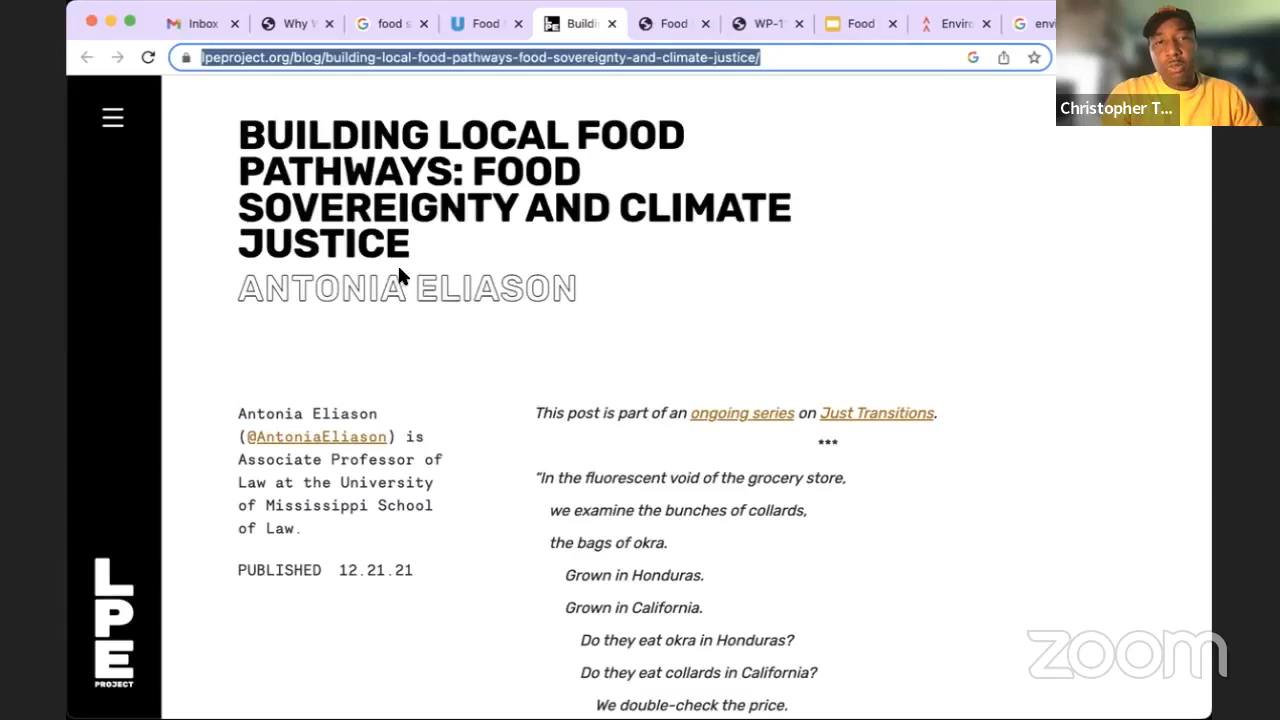 Inbox
Why
food s
Food
Buildi
Food
WP-1
Food
Enviro
envi
lpeproject.org/blog/building-local-food-pathways-food-sovereignty-and-climate-justice/
Christopher T...
BUILDING LOCAL FOOD
PATHWAYS: FOOD
SOVEREIGNTY AND CLIMATE
JUSTICE
ANTONIA ELIASON
Antonia Eliason
(@AntoniaEliason) is
Associate Professor of
Law at the University
of Mississippi School
of Law.
PUBLISHED 12.21.21
This post is part of an ongoing series on Just Transitions.
***
“In the fluorescent void of the grocery store,
we examine the bunches of collards,
the bags of okra.
Grown in Honduras.
Grown in California.
Do they eat okra in Honduras?
Do they eat collards in California?
We double-check the price.
LPE
PROJECT
zoom